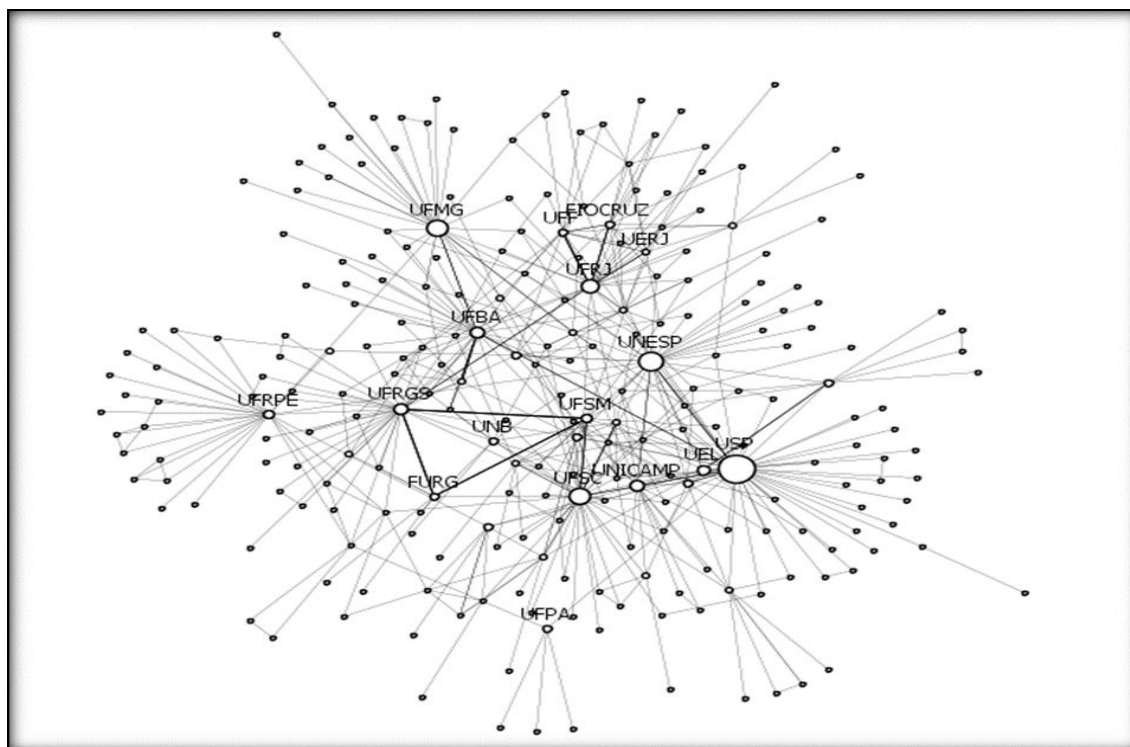 UFMG
UFF
FIOCRUZ
UERJ
UFRJ
UFBA
UNESP
UFRPE
UFRGS
UFSM
UNB
USP
UEL
FURG
UFSC
UNICAMP
UFPA